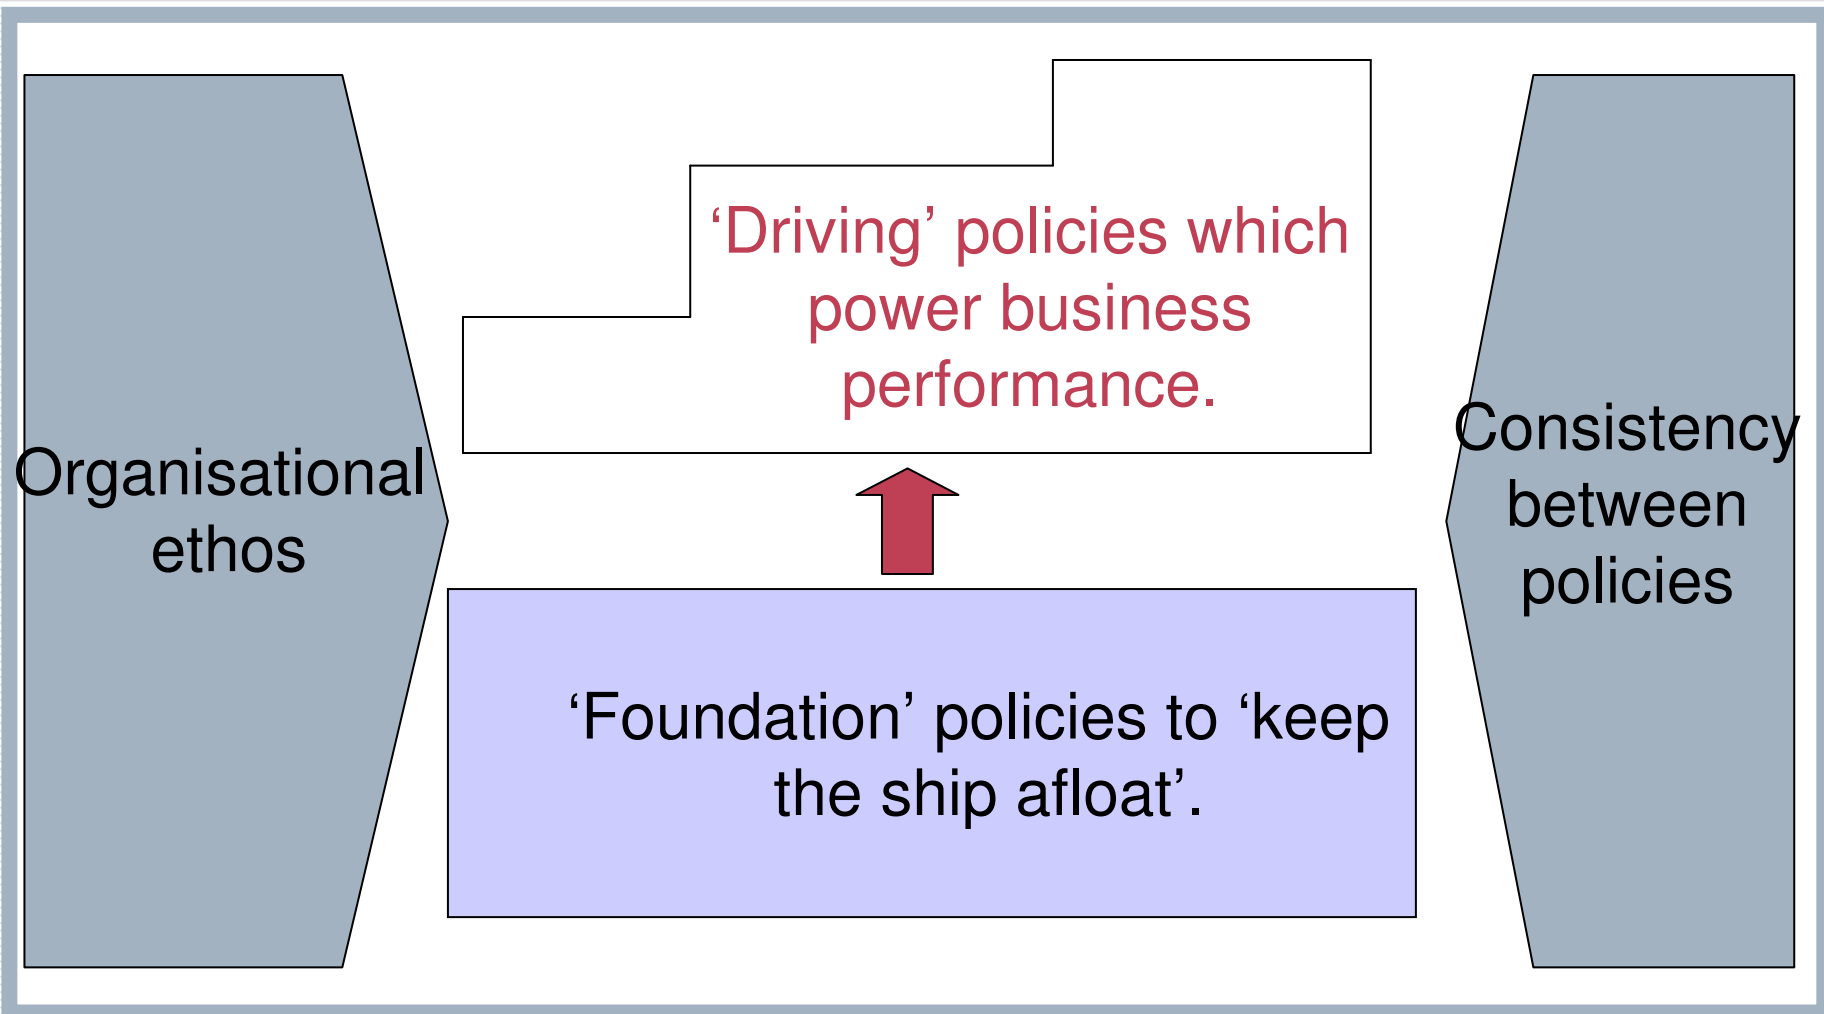 Organisational
ethos
‘Driving’ policies which
power business
performance.
‘Foundation’ policies to ‘keep
the ship afloat’.
Consistency
between
policies